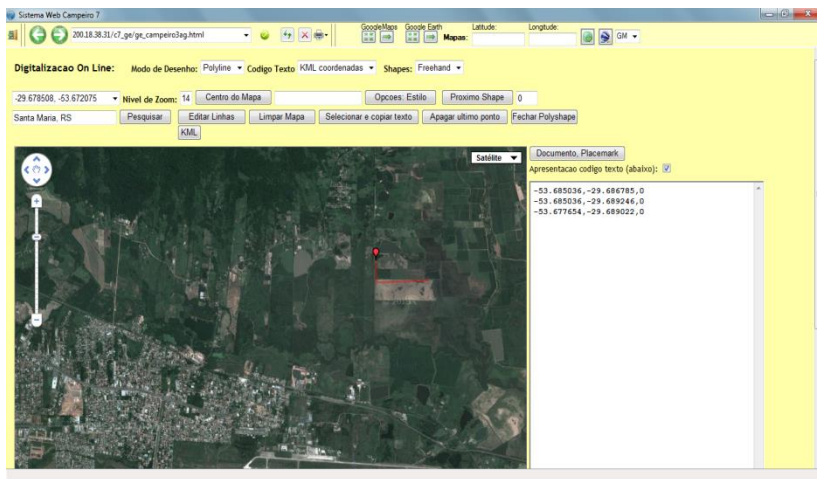 Sistema Web Campeiro 7
200.18.38.31/c7_ge/ge_campeiro3ag.html
GoogleMaps Google Earth Mapas: Latitude: Longitude: GM
Digitalizacao On Line: Modo de Desenho: Polyline Codigo Texto KML coordenadas Shapes: Freehand
-29.678508, -53.672075 Nivel de Zoom: 14 Centro do Mapa Opcoes: Estilo Proximo Shape 0
Santa Maria, RS Pesquisar Editar Linhas Limpar Mapa Selecionar e copiar texto Apagar ultimo ponto Fechar Polyshape
KML
Satélite Documento, Placemark
Apresentacao codigo texto (abaixo):
-53.685036,-29.686785,0
-53.685036,-29.689246,0
-53.677654,-29.689022,0